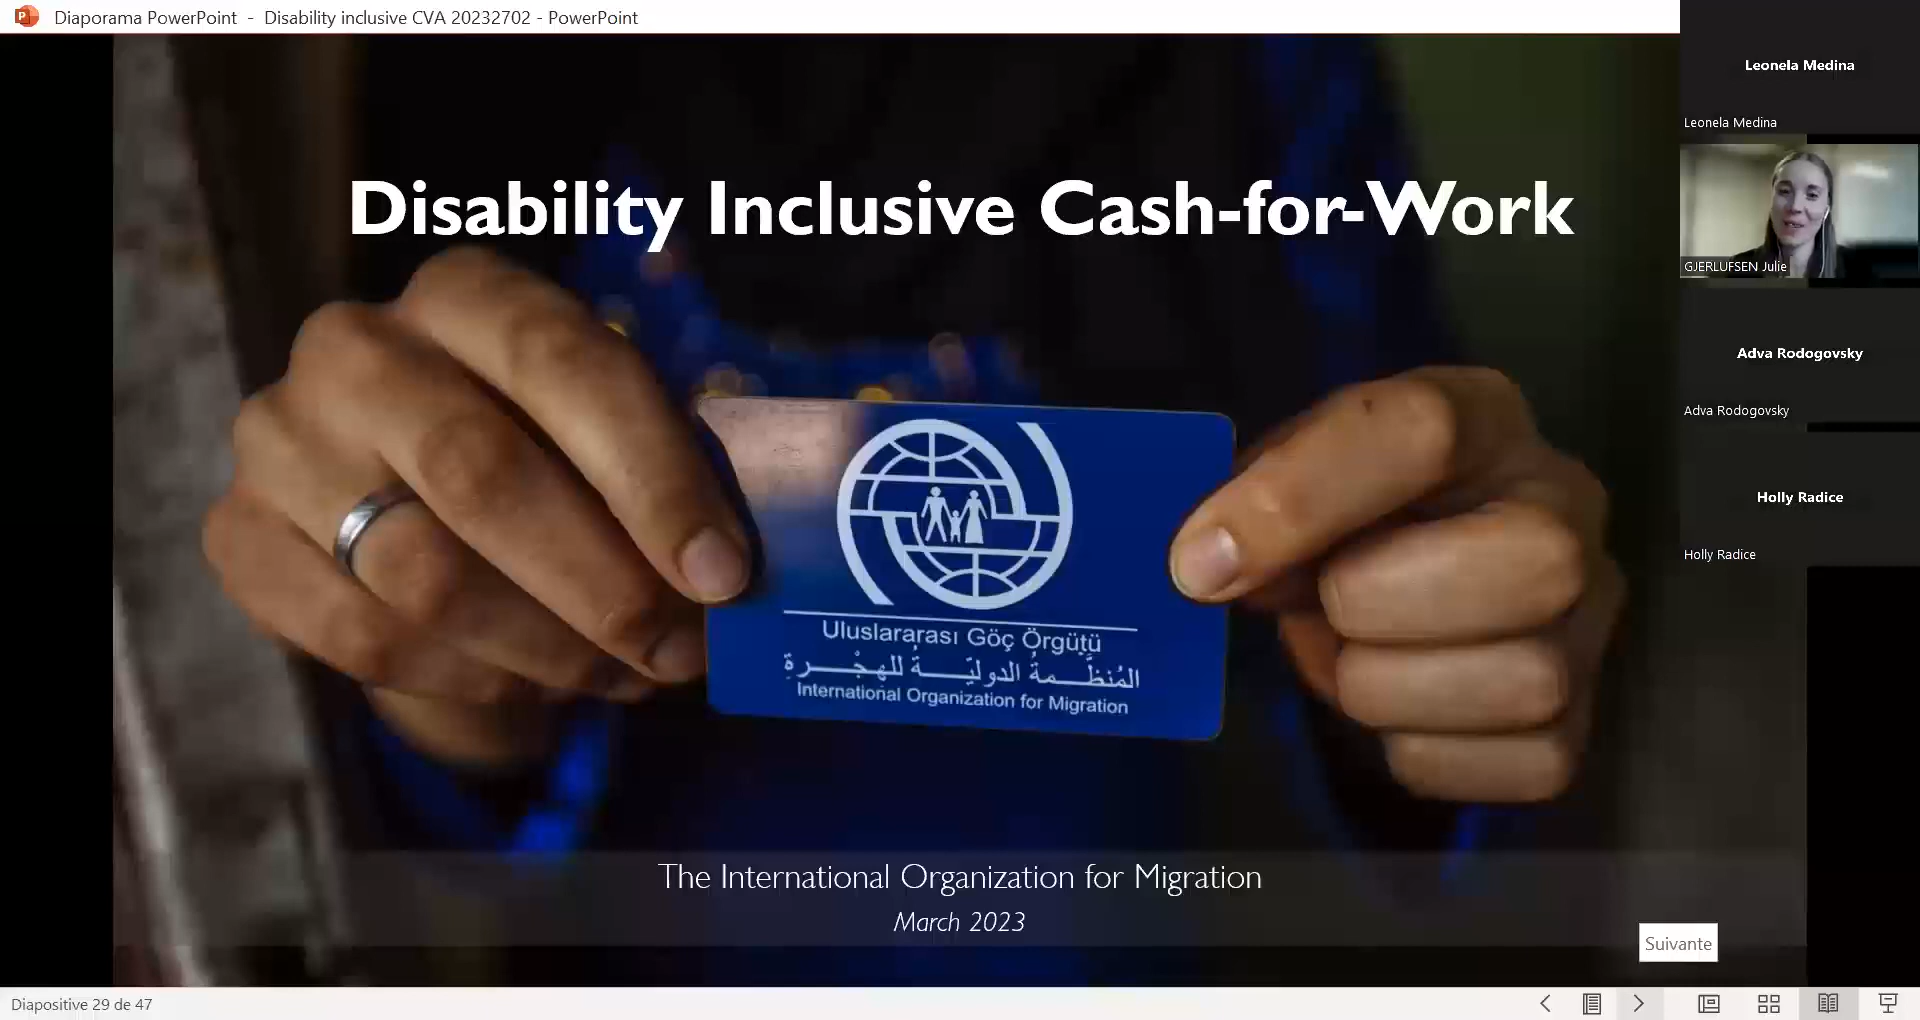 Diaporama PowerPoint - Disability inclusive CVA 20232702 - PowerPoint
Disability Inclusive Cash-for-Work
Uluslararası Göç Örgütü
المُنظَّمةُ الدوليّةُ للهِجْرةِ
International Organization for Migration
The International Organization for Migration
March 2023
Suivante
Diapositive 29 de 47
Leonela Medina
Leonela Medina
GJERLUFSEN Julie
Adva Rodogovsky
Adva Rodogovsky
Holly Radice
Holly Radice